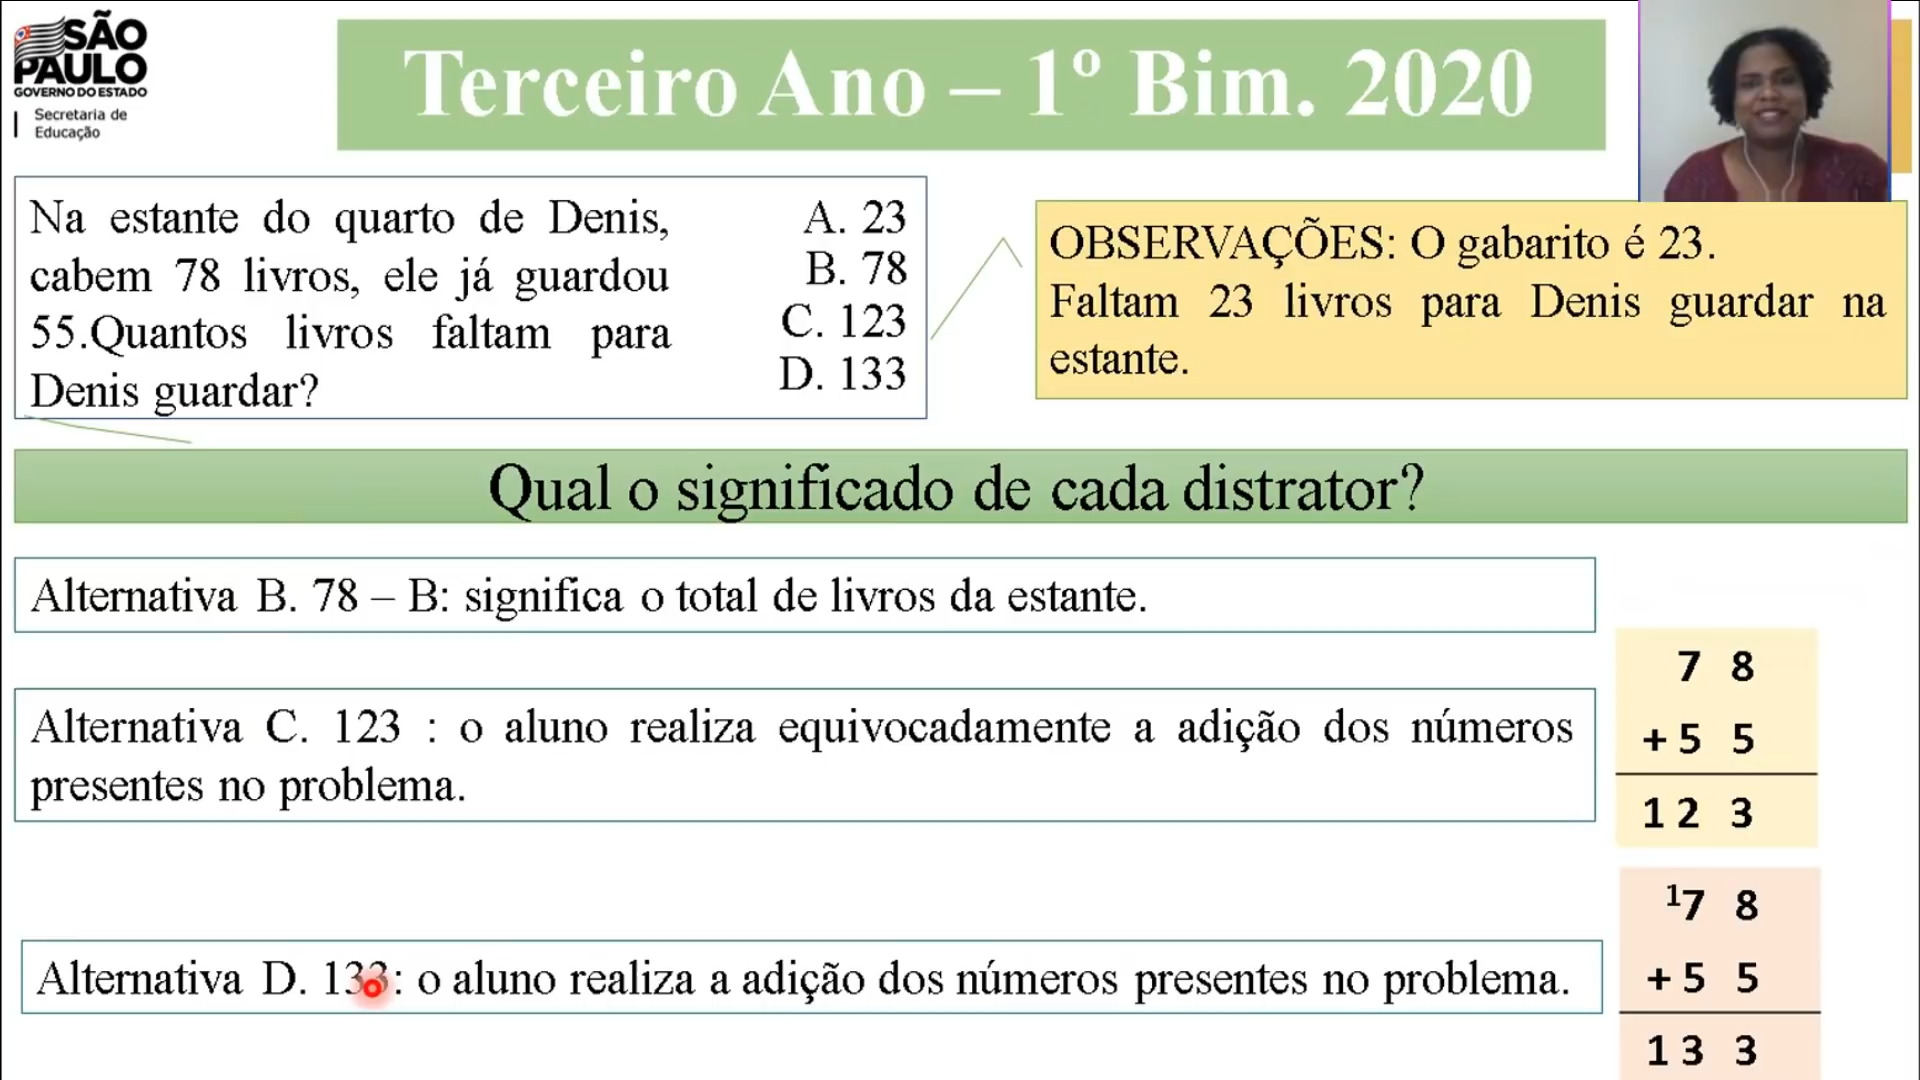 SÃO
PAULO
GOVERNO DO ESTADO
Secretaria de
Educação
Terceiro Ano – 1º Bim. 2020
Na estante do quarto de Denis,
cabem 78 livros, ele já guardou
55.Quantos livros faltam para
Denis guardar?
A. 23
B. 78
C. 123
D. 133
OBSERVAÇÕES: O gabarito é 23.
Faltam 23 livros para Denis guardar na
estante.
Qual o significado de cada distrator?
Alternativa B. 78 – B: significa o total de livros da estante.
Alternativa C. 123 : o aluno realiza equivocadamente a adição dos números
presentes no problema.
7 8
+ 5 5
1 2 3
Alternativa D. 133: o aluno realiza a adição dos números presentes no problema.
¹7 8
+ 5 5
1 3 3